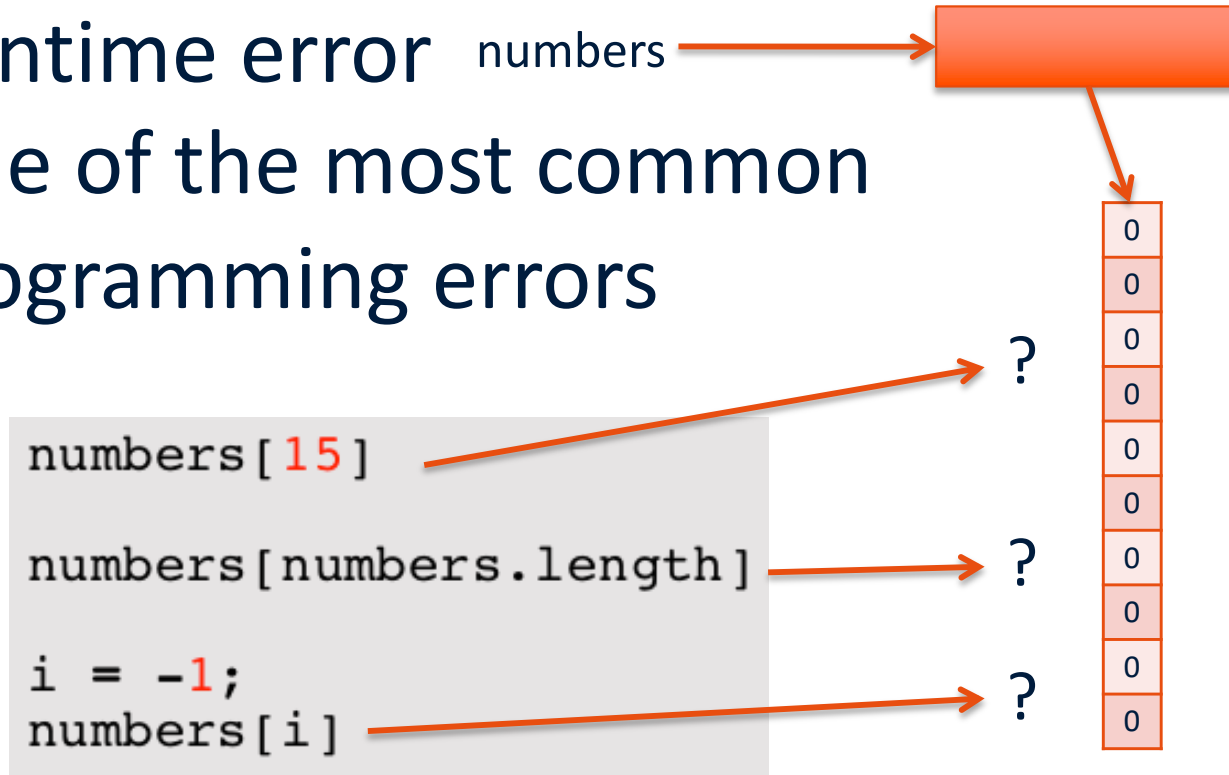 ntime error numbers
e of the most common
ogramming errors
?
numbers[15]
numbers[numbers.length] ?
i = -1;
numbers[i] ?
0
0
0
0
0
0
0
0
0
0